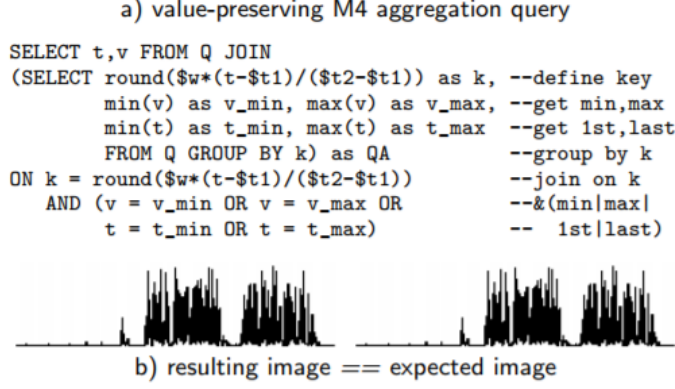 a) value-preserving M4 aggregation query
SELECT t,v FROM Q JOIN
(SELECT round($w*(t-$t1)/($t2-$t1)) as k, --define key
min(v) as v_min, max(v) as v_max, --get min,max
min(t) as t_min, max(t) as t_max --get 1st,last
FROM Q GROUP BY k) as QA --group by k
ON k = round($w*(t-$t1)/($t2-$t1)) --join on k
AND (v = v_min OR v = v_max OR --&(min|max|
t = t_min OR t = t_max) -- 1st|last)
b) resulting image == expected image